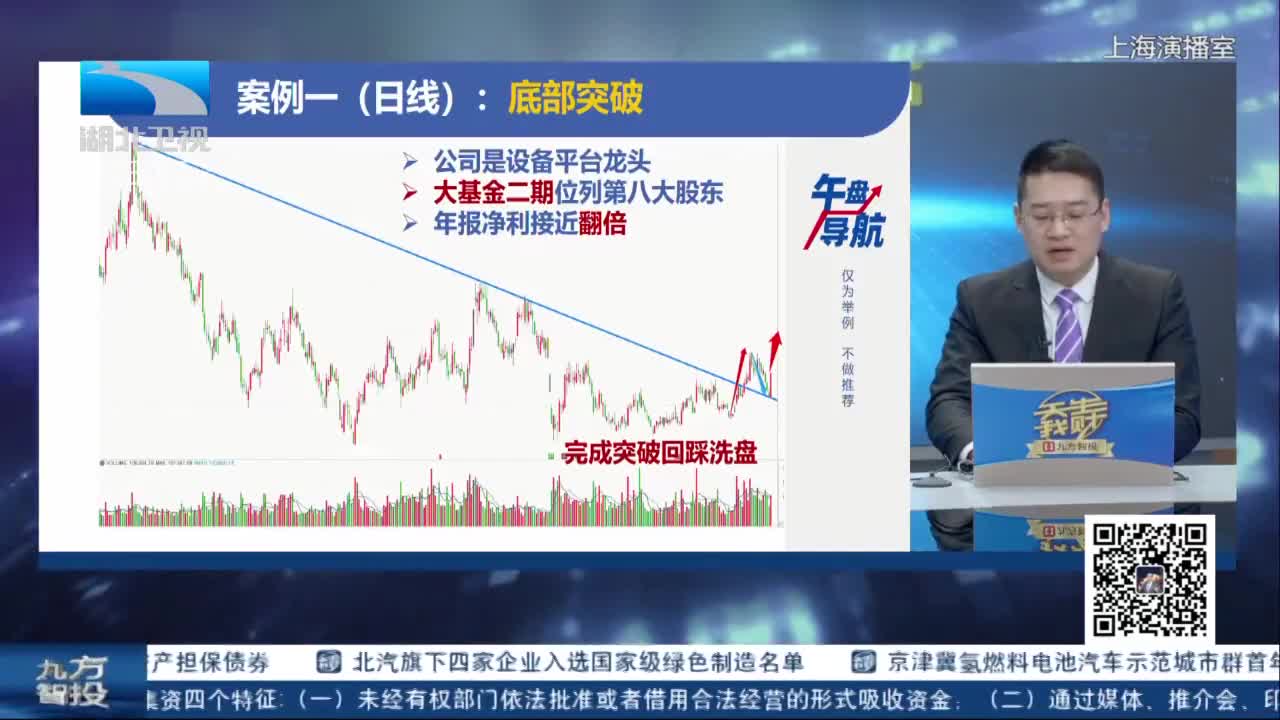 上海演播室
湖北卫视
案例一（日线）：底部突破
公司是设备平台龙头
大基金二期位列第八大股东
年报净利接近翻倍
午盘
导航
仅为举例 不做推荐
完成突破回踩洗盘
九方智投
九方
智投
产担保债券 北汽旗下四家企业入选国家级绿色制造名单 京津冀氢燃料电池汽车示范城市群首年
集资四个特征：（一）未经有权部门依法批准或者借用合法经营的形式吸收资金；（二）通过媒体、推介会、印